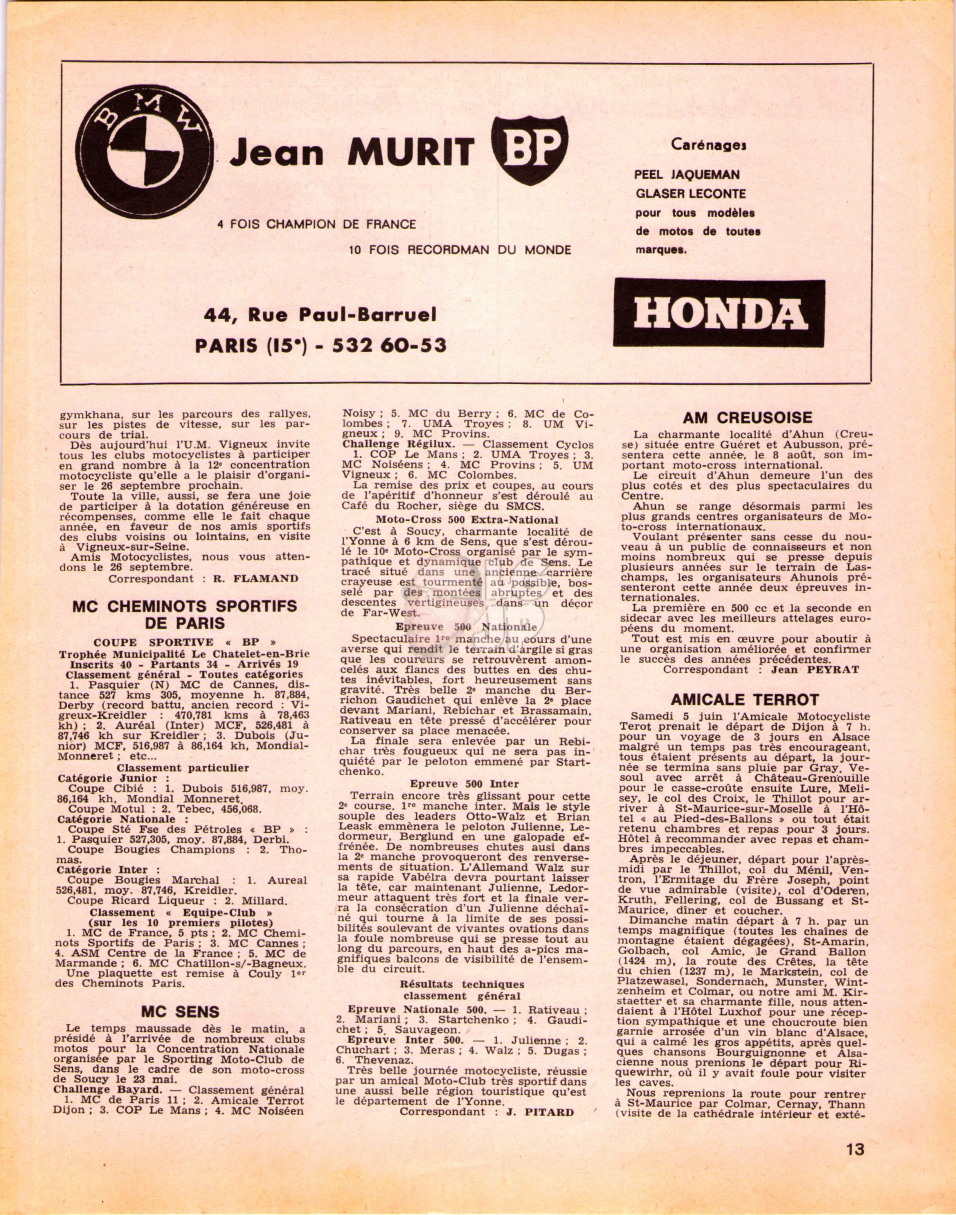 BMW
Jean MURIT BP
4 FOIS CHAMPION DE FRANCE
10 FOIS RECORDMAN DU MONDE
44, Rue Paul-Barruel
PARIS (15e) - 532 60-53
Carénages
PEEL JAQUEMAN
GLASER LECONTE
pour tous modèles
de motos de toutes
marques.
HONDA
gymkhana, sur les parcours des rallyes,
sur les pistes de vitesse, sur les par-
cours de trial.
Dès aujourd'hui l'U.M. Vigneux invite
tous les clubs motocyclistes à participer
en grand nombre à la 12e concentration
motocycliste qu'elle a le plaisir d'organi-
ser le 26 septembre prochain.
Toute la ville, aussi, se fera une joie
de participer à la dotation généreuse en
récompenses, comme elle le fait chaque
année, en faveur de nos amis sportifs
des clubs voisins ou lointains, en visite
à Vigneux-sur-Seine.
Amis Motocyclistes, nous vous atten-
dons le 26 septembre.
Correspondant : R. FLAMAND
MC CHEMINOTS SPORTIFS
DE PARIS
COUPE SPORTIVE « BP »
Trophée Municipalité Le Chatelet-en-Brie
Inscrits 40 - Partants 34 - Arrivés 19
Classement général - Toutes catégories
1. Pasquier (N) MC de Cannes, dis-
tance 527 kms 305, moyenne h. 87,884,
Derby (record battu, ancien record : Vi-
greux-Kreidler : 470,781 kms à 78,463
kh) ; 2. Auréal (Inter) MCF, 526,481 à
87,746 kh sur Kreidler ; 3. Dubois (Ju-
nior) MCF, 516,987 à 86,164 kh, Mondial-
Monneret ; etc...
Classement particulier
Catégorie Junior :
Coupe Cibié : 1. Dubois 516,987, moy.
86,164 kh, Mondial Monneret.
Coupe Motul : 2. Tebec, 456,068.
Catégorie Nationale :
Coupe Sté Fse des Pétroles « BP » :
1. Pasquier 527,305, moy. 87,884, Derbi.
Coupe Bougies Champions : 2. Tho-
mas.
Catégorie Inter :
Coupe Bougies Marchal : 1. Aureal
526,481, moy. 87,746, Kreidler.
Coupe Ricard Liqueur : 2. Millard.
Classement « Equipe-Club »
(sur les 10 premiers pilotes)
1. MC de France, 5 pts ; 2. MC Chemi-
nots Sportifs de Paris ; 3. MC Cannes ;
4. ASM Centre de la France ; 5. MC de
Marmande ; 6. MC Chatillon-s/-Bagneux.
Une plaquette est remise à Couly 1er
des Cheminots Paris.
MC SENS
Le temps maussade dès le matin, a
présidé à l'arrivée de nombreux clubs
motos pour la Concentration Nationale
organisée par le Sporting Moto-Club de
Sens, dans le cadre de son moto-cross
de Soucy le 23 mai.
Challenge Bayard. — Classement général
1. MC de Paris 11 ; 2. Amicale Terrot
Dijon ; 3. COP Le Mans ; 4. MC Noiséen
Noisy ; 5. MC du Berry ; 6. MC de Co-
lombes ; 7. UMA Troyes ; 8. UM Vi-
gneux ; 9. MC Provins.
Challenge Régilux. — Classement Cyclos
1. COP Le Mans ; 2. UMA Troyes ; 3.
MC Noiséens ; 4. MC Provins ; 5. UM
Vigneux ; 6. MC Colombes.
La remise des prix et coupes, au cours
de l'apéritif d'honneur s'est déroulé au
Café du Rocher, siège du SMCS.
Moto-Cross 500 Extra-National
C'est à Soucy, charmante localité de
l'Yonne à 6 km de Sens, que s'est dérou-
lé le 10e Moto-Cross organisé par le sym-
pathique et dynamique club de Sens. Le
tracé situé dans une ancienne carrière
crayeuse est tourmenté au possible, bos-
selé par des montées abruptes et des
descentes vertigineuses dans un décor
de Far-West.
Epreuve 500 Nationale
Spectaculaire 1re manche au cours d'une
averse qui rendit le terrain d'argile si gras
que les coureurs se retrouvèrent amon-
celés aux flancs des buttes en des chu-
tes inévitables, fort heureusement sans
gravité. Très belle 2e manche du Ber-
richon Gaudichet qui enlève la 2e place
devant Mariani, Rebichar et Brassamain,
Rativeau en tête pressé d'accélérer pour
conserver sa place menacée.
La finale sera enlevée par un Rebi-
char très fougueux qui ne sera pas in-
quiété par le peloton emmené par Start-
chenko.
Epreuve 500 Inter
Terrain encore très glissant pour cette
2e course, 1re manche inter. Mais le style
souple des leaders Otto-Walz et Brian
Leask emmènera le peloton Julienne, Le-
dormeur, Berglund en une galopade ef-
frénée. De nombreuses chutes aussi dans
la 2e manche provoqueront des renverse-
ments de situation. L'Allemand Walz sur
sa rapide Vabélra devra pourtant laisser
la tête, car maintenant Julienne, Ledor-
meur attaquent très fort et la finale ver-
ra la consécration d'un Julienne déchaî-
né qui tourne à la limite de ses possi-
bilités soulevant de vivantes ovations dans
la foule nombreuse qui se presse tout au
long du parcours, en haut des a-pics ma-
gnifiques balcons de visibilité de l'ensem-
ble du circuit.
Résultats techniques
classement général
Epreuve Nationale 500. — 1. Rativeau ;
2. Mariani ; 3. Startchenko ; 4. Gaudi-
chet ; 5. Sauvageon.
Epreuve Inter 500. — 1. Julienne ; 2.
Chuchart ; 3. Meras ; 4. Walz ; 5. Dugas ;
6. Thevenaz.
Très belle journée motocycliste, réussie
par un amical Moto-Club très sportif dans
une aussi belle région touristique qu'est
le département de l'Yonne.
Correspondant : J. PITARD
AM CREUSOISE
La charmante localité d'Ahun (Creu-
se) située entre Guéret et Aubusson, pré-
sentera cette année, le 8 août, son im-
portant moto-cross international.
Le circuit d'Ahun demeure l'un des
plus cotés et des plus spectaculaires du
Centre.
Ahun se range désormais parmi les
plus grands centres organisateurs de Mo-
to-cross internationaux.
Voulant présenter sans cesse du nou-
veau à un public de connaisseurs et non
moins nombreux qui se presse depuis
plusieurs années sur le terrain de Las-
champs, les organisateurs Ahunois pré-
senteront cette année deux épreuves in-
ternationales.
La première en 500 cc et la seconde en
sidecar avec les meilleurs attelages euro-
péens du moment.
Tout est mis en œuvre pour aboutir à
une organisation améliorée et confirmer
le succès des années précédentes.
Correspondant : Jean PEYRAT
AMICALE TERROT
Samedi 5 juin l'Amicale Motocycliste
Terot prenait le départ de Dijon à 7 h.
pour un voyage de 3 jours en Alsace
malgré un temps pas très encourageant,
tous étaient présents au départ, la jour-
née se termina sans pluie par Gray, Ve-
soul avec arrêt à Château-Grenouille
pour le casse-croûte ensuite Lure, Meli-
sey, le col des Croix, le Thillot pour ar-
river à St-Maurice-sur-Moselle à l'Hô-
tel « au Pied-des-Ballons » ou tout était
retenu chambres et repas pour 3 jours.
Hôtel à recommander avec repas et cham-
bres impeccables.
Après le déjeuner, départ pour l'après-
midi par le Thillot, col du Ménil, Ven-
tron, l'Ermitage du Frère Joseph, point
de vue admirable (visite), col d'Oderen,
Kruth, Fellering, col de Bussang et St-
Maurice, dîner et coucher.
Dimanche matin départ à 7 h. par un
temps magnifique (toutes les chaînes de
montagne étaient dégagées), St-Amarin,
Golbach, col Amic, le Grand Ballon
(1424 m), la route des Crêtes, la tête
du chien (1237 m), le Markstein, col de
Platzewasel, Sondernach, Munster, Wint-
zenheim et Colmar, ou notre ami M. Kir-
staetter et sa charmante fille, nous atten-
daient à l'Hôtel Luxhof pour une récep-
tion sympathique et une choucroute bien
garnie arrosée d'un vin blanc d'Alsace,
qui a calmé les gros appétits, après quel-
ques chansons Bourguignonne et Alsa-
cienne nous prenions le départ pour Ri-
quewirhr, où il y avait foule pour visiter
les caves.
Nous reprenions la route pour rentrer
à St-Maurice par Colmar, Cernay, Thann
(visite de la cathédrale intérieur et exté-
13